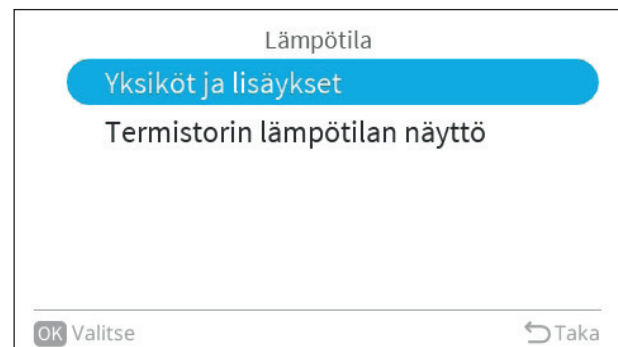 Lämpötila
Yksiköt ja lisäykset
Termistorin lämpötilan näyttö
OK Valitse
Taka